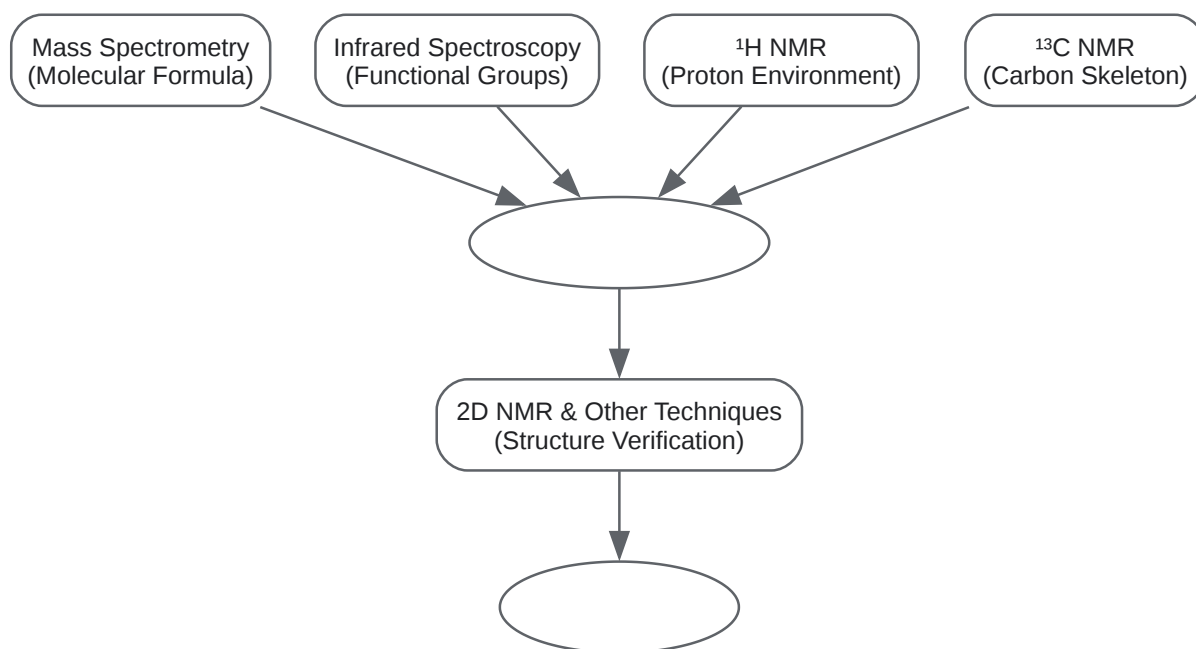 Mass Spectrometry
(Molecular Formula)
Infrared Spectroscopy
(Functional Groups)
¹H NMR
(Proton Environment)
¹³C NMR
(Carbon Skeleton)
2D NMR & Other Techniques
(Structure Verification)